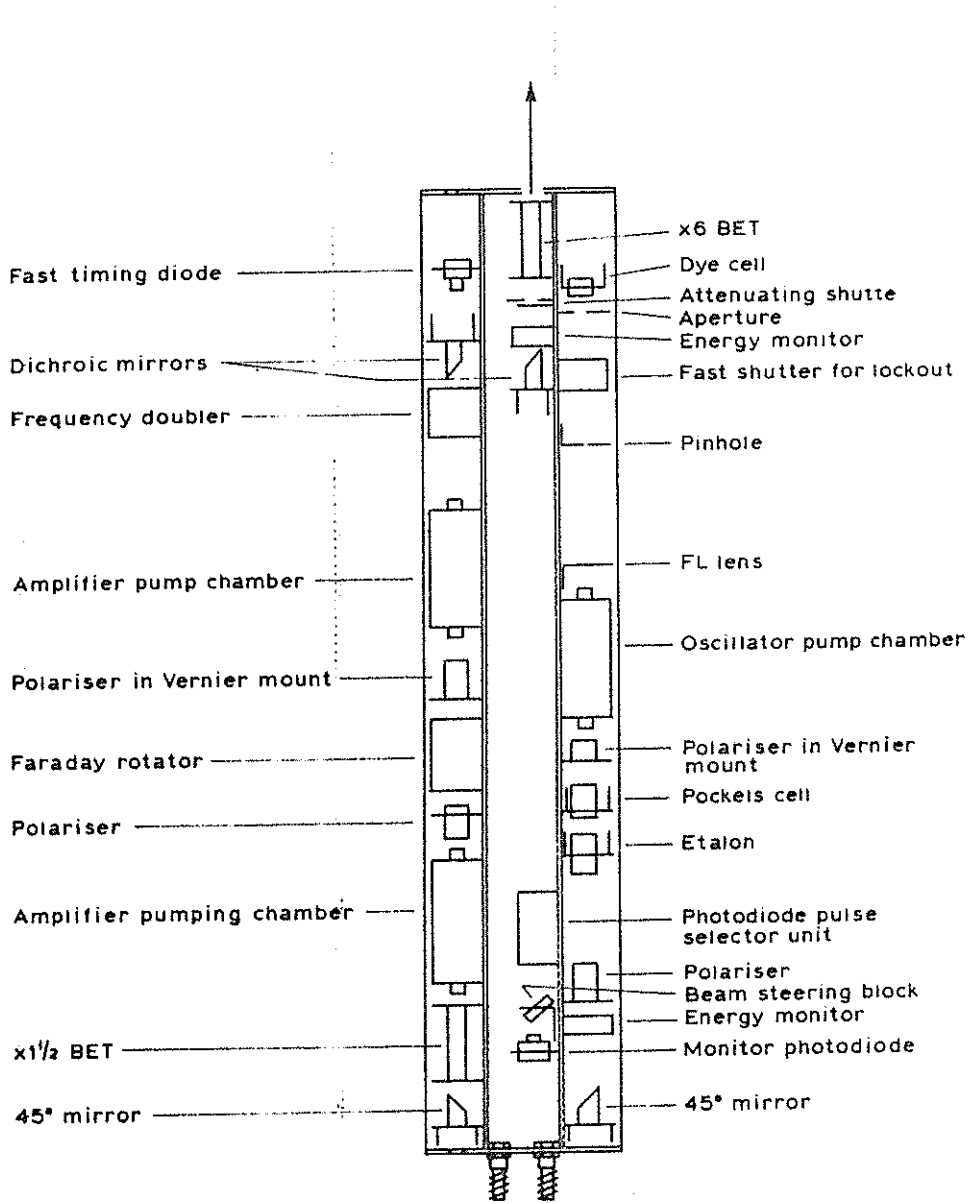 Fast timing diode
Dichroic mirrors
Frequency doubler
Amplifier pump chamber
Polariser in Vernier mount
Faraday rotator
Polariser
Amplifier pumping chamber
x1 1/2 BET
45° mirror
x6 BET
Dye cell
Attenuating shutte
Aperture
Energy monitor
Fast shutter for lockout
Pinhole
FL lens
Oscillator pump chamber
Polariser in Vernier
mount
Pockels cell
Etalon
Photodiode pulse
selector unit
Polariser
Beam steering block
Energy monitor
Monitor photodiode
45° mirror